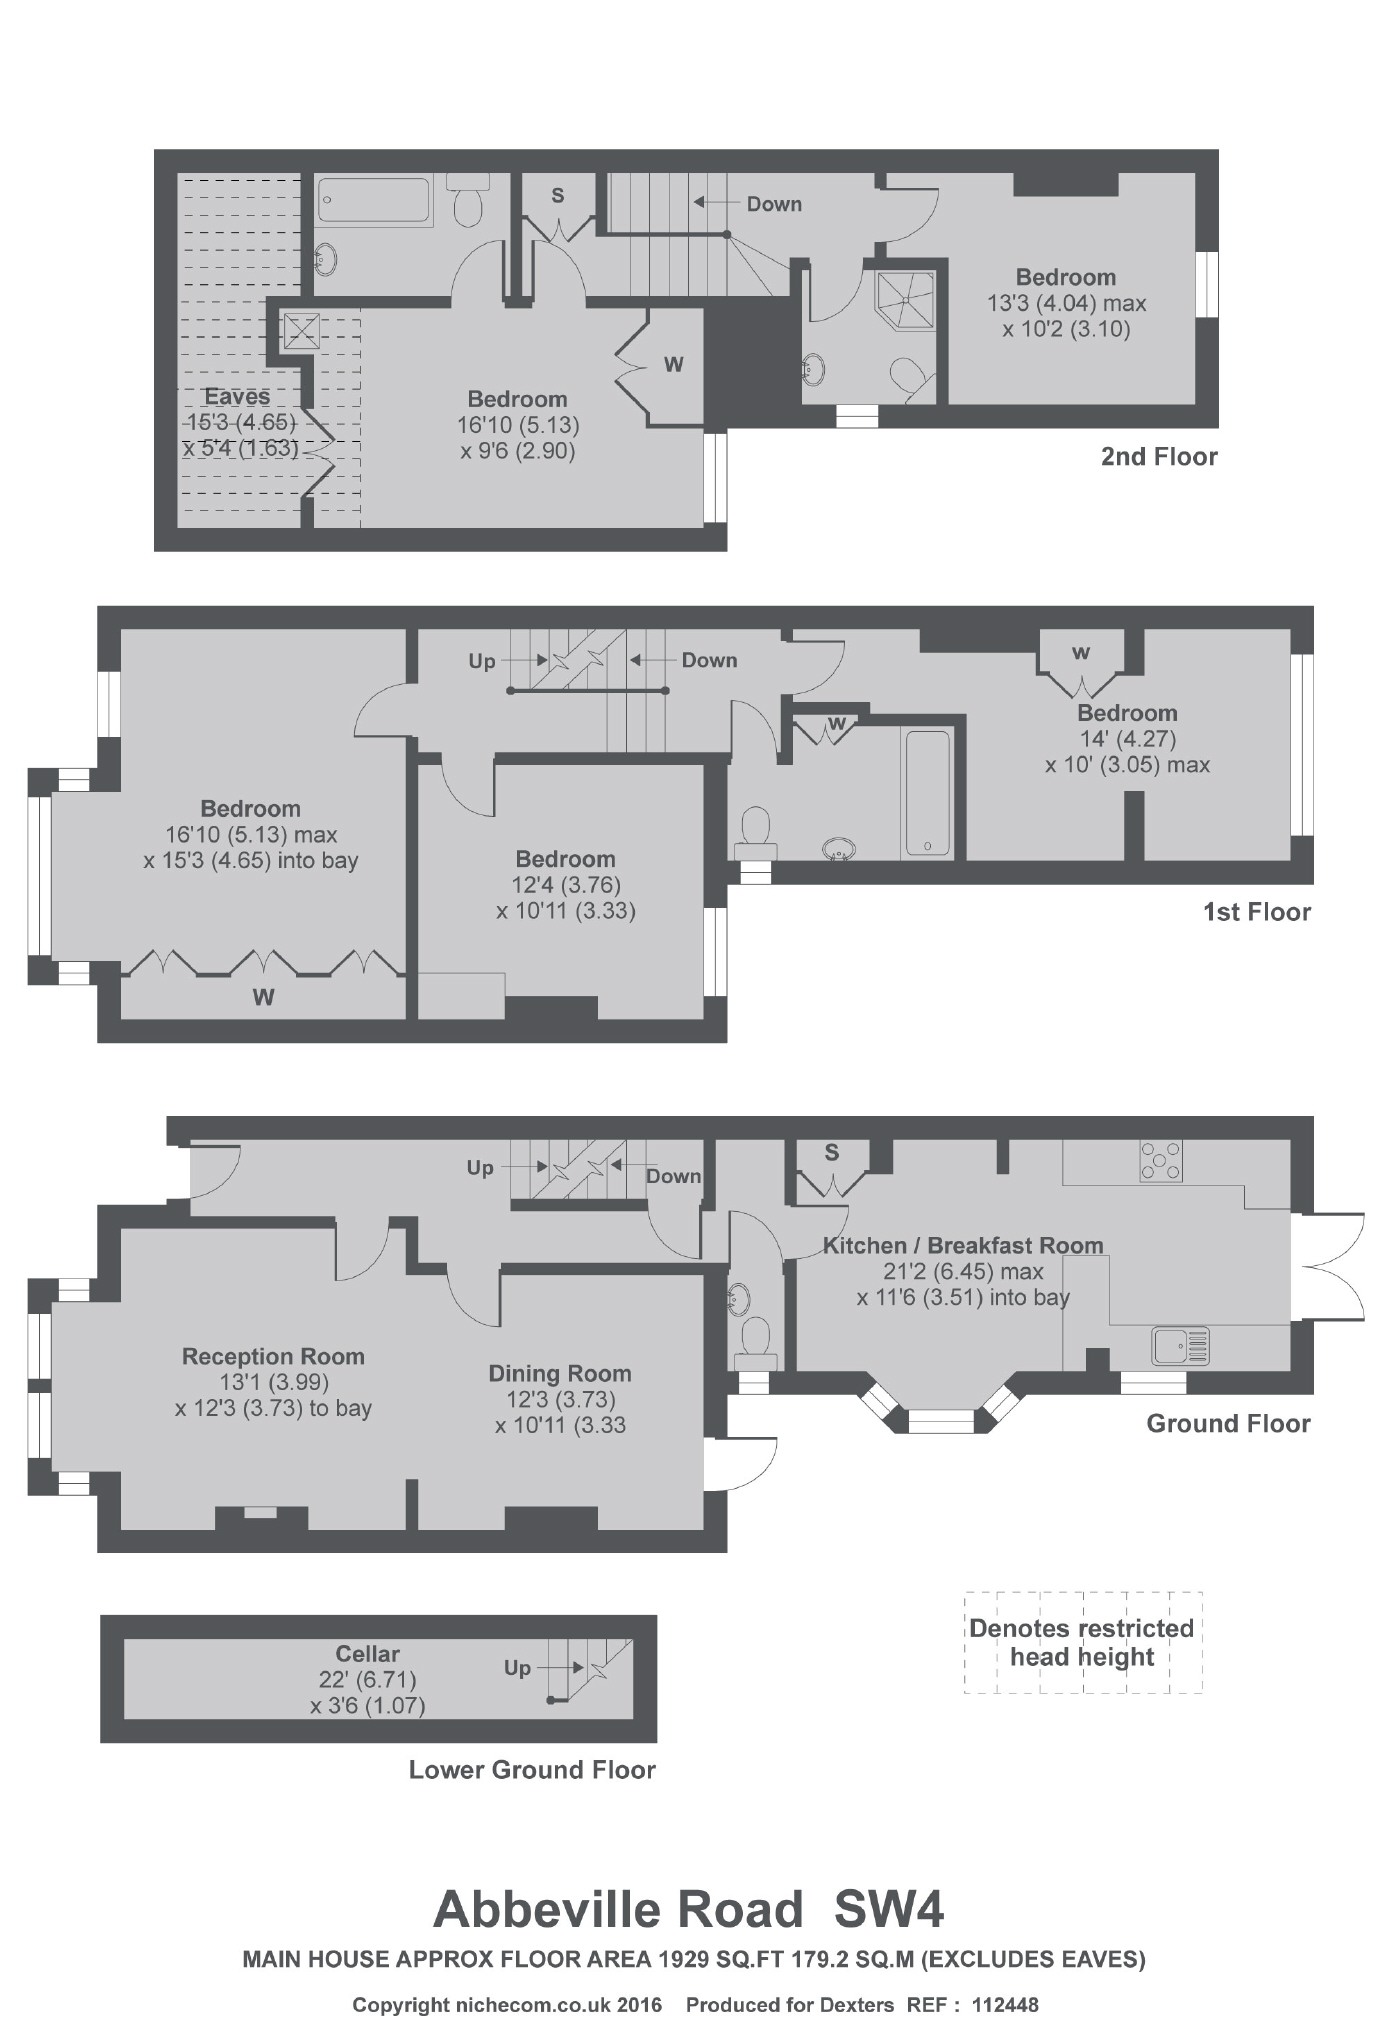 S
Down
Bedroom
13'3 (4.04) max
x 10'2 (3.10)
W
Eaves
15'3 (4.65)
x 5'4 (1.63)
Bedroom
16'10 (5.13)
x 9'6 (2.90)
2nd Floor
Up
Down
w
W
Bedroom
14' (4.27)
x 10' (3.05) max
Bedroom
16'10 (5.13) max
x 15'3 (4.65) into bay
Bedroom
12'4 (3.76)
x 10'11 (3.33)
W
1st Floor
Up
Down
S
Kitchen / Breakfast Room
21'2 (6.45) max
x 11'6 (3.51) into bay
Reception Room
13'1 (3.99)
x 12'3 (3.73) to bay
Dining Room
12'3 (3.73)
x 10'11 (3.33
Ground Floor
Denotes restricted
head height
Cellar
22' (6.71)
x 3'6 (1.07)
Up
Lower Ground Floor
Abbeville Road SW4
MAIN HOUSE APPROX FLOOR AREA 1929 SQ.FT 179.2 SQ.M (EXCLUDES EAVES)
Copyright nichecom.co.uk 2016 Produced for Dexters REF : 112448